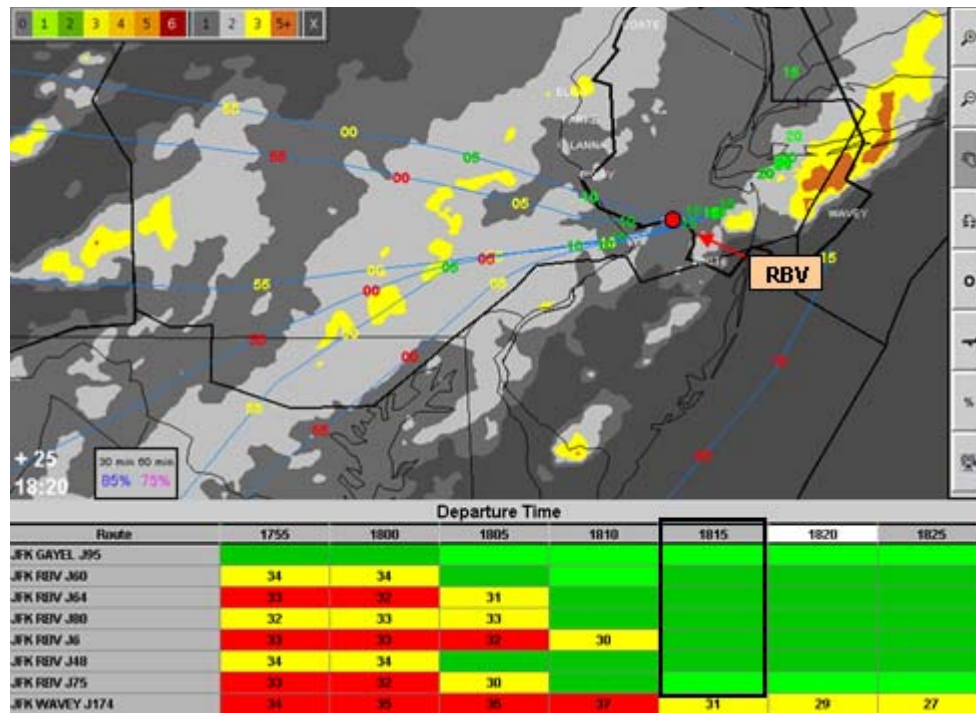 0 1 2 3 4 5 6 1 2 3 5+ X
15
55 00 20
55 00 05 20
05 10 WAVEY
10 05 10 15
55 00 05 RBV
00
55 00
+ 25 30 min 60 min
18:20 85% 75%
Departure Time
Route 1755 1800 1805 1810 1815 1820 1825
JFK GAYEL J95
JFK RBV J60 34 34
JFK RBV J64 33 32 31
JFK RBV J80 32 33 33
JFK RBV J6 33 33 32 30
JFK RBV J48 34 34
JFK RBV J75 33 32 30
JFK WAVEY J174 34 35 35 37 31 29 27